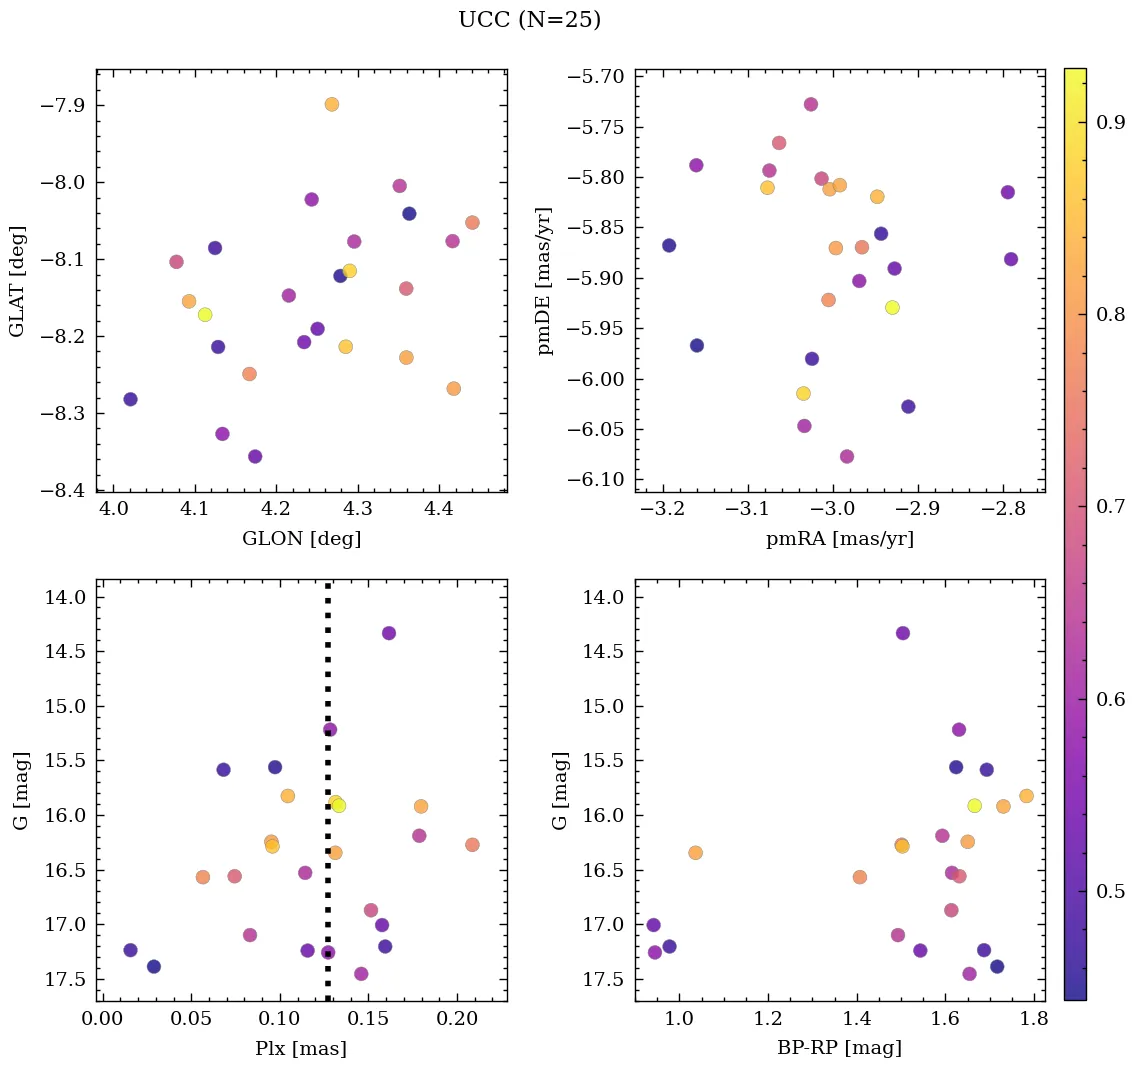 UCC (N=25)
−7.9
−8.0
−8.1
−8.2
−8.3
−8.4
GLAT [deg]
4.0 4.1 4.2 4.3 4.4
GLON [deg]
−5.70
−5.75
−5.80
−5.85
−5.90
−5.95
−6.00
−6.05
−6.10
pmDE [mas/yr]
−3.2 −3.1 −3.0 −2.9 −2.8
pmRA [mas/yr]
14.0
14.5
15.0
15.5
16.0
16.5
17.0
17.5
G [mag]
0.00 0.05 0.10 0.15 0.20
Plx [mas]
14.0
14.5
15.0
15.5
16.0
16.5
17.0
17.5
G [mag]
1.0 1.2 1.4 1.6 1.8
BP-RP [mag]
0.9
0.8
0.7
0.6
0.5